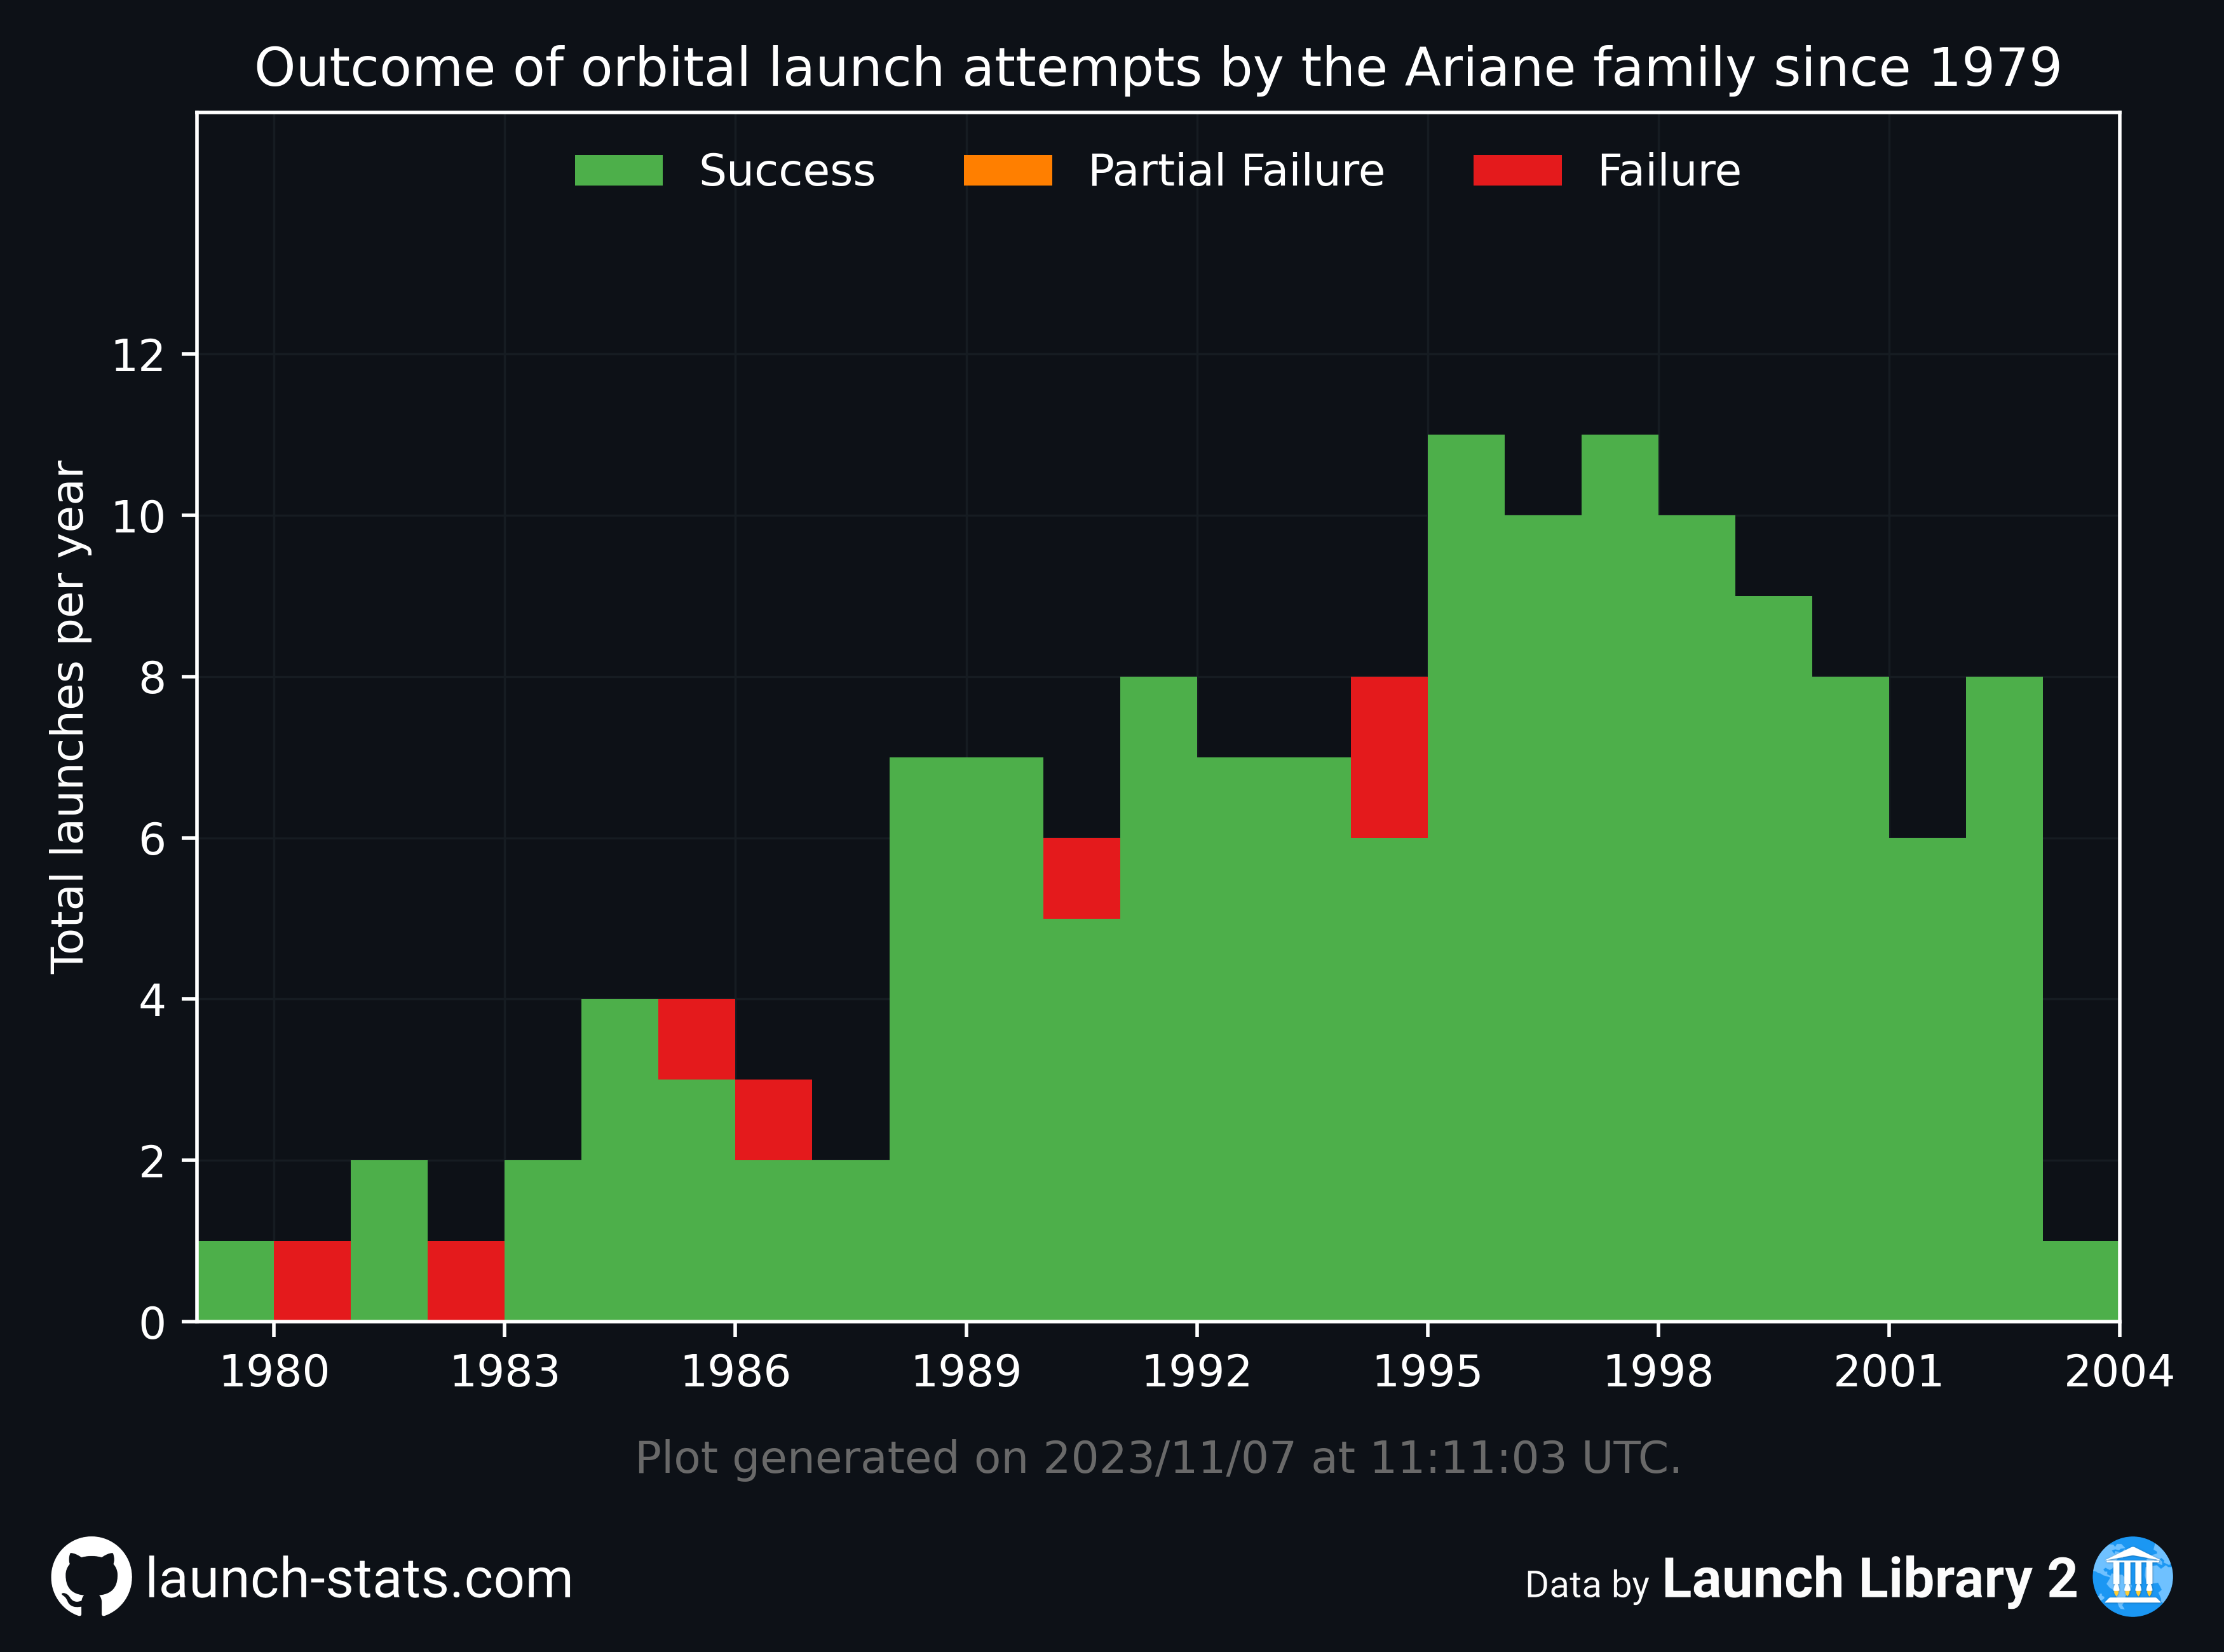 Outcome of orbital launch attempts by the Ariane family since 1979
Success Partial Failure Failure
Total launches per year
12
10
8
6
4
2
0
1980 1983 1986 1989 1992 1995 1998 2001 2004
Plot generated on 2023/11/07 at 11:11:03 UTC.
launch-stats.com
Data by Launch Library 2